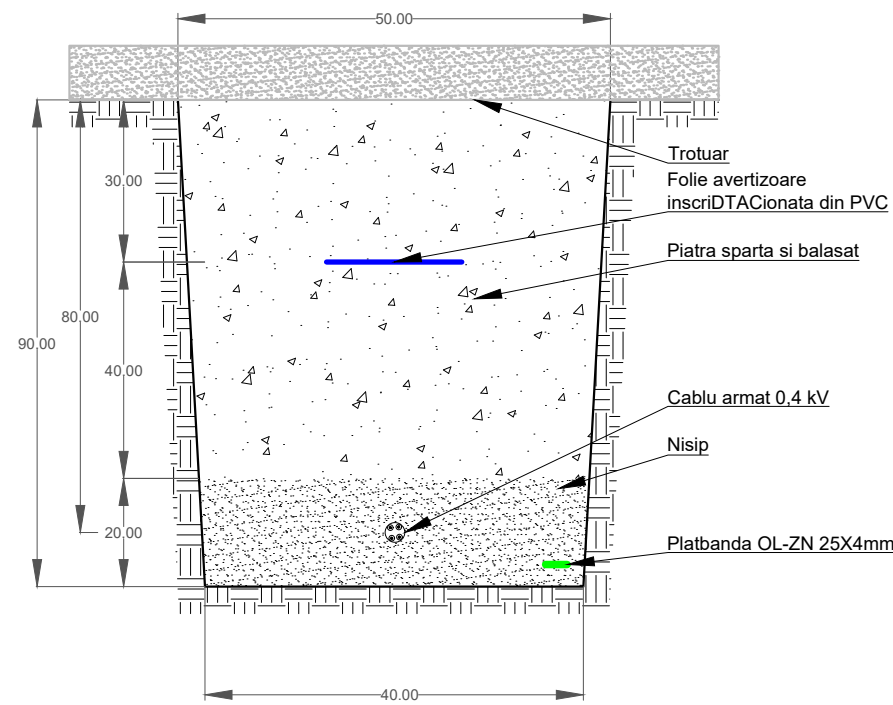 50.00
30.00
80.00
90.00
40.00
20.00
40.00
Trotuar
Folie avertizoare
inscriDTACionata din PVC
Piatra sparta si balasat
Cablu armat 0,4 kV
Nisip
Platbanda OL-ZN 25X4mm